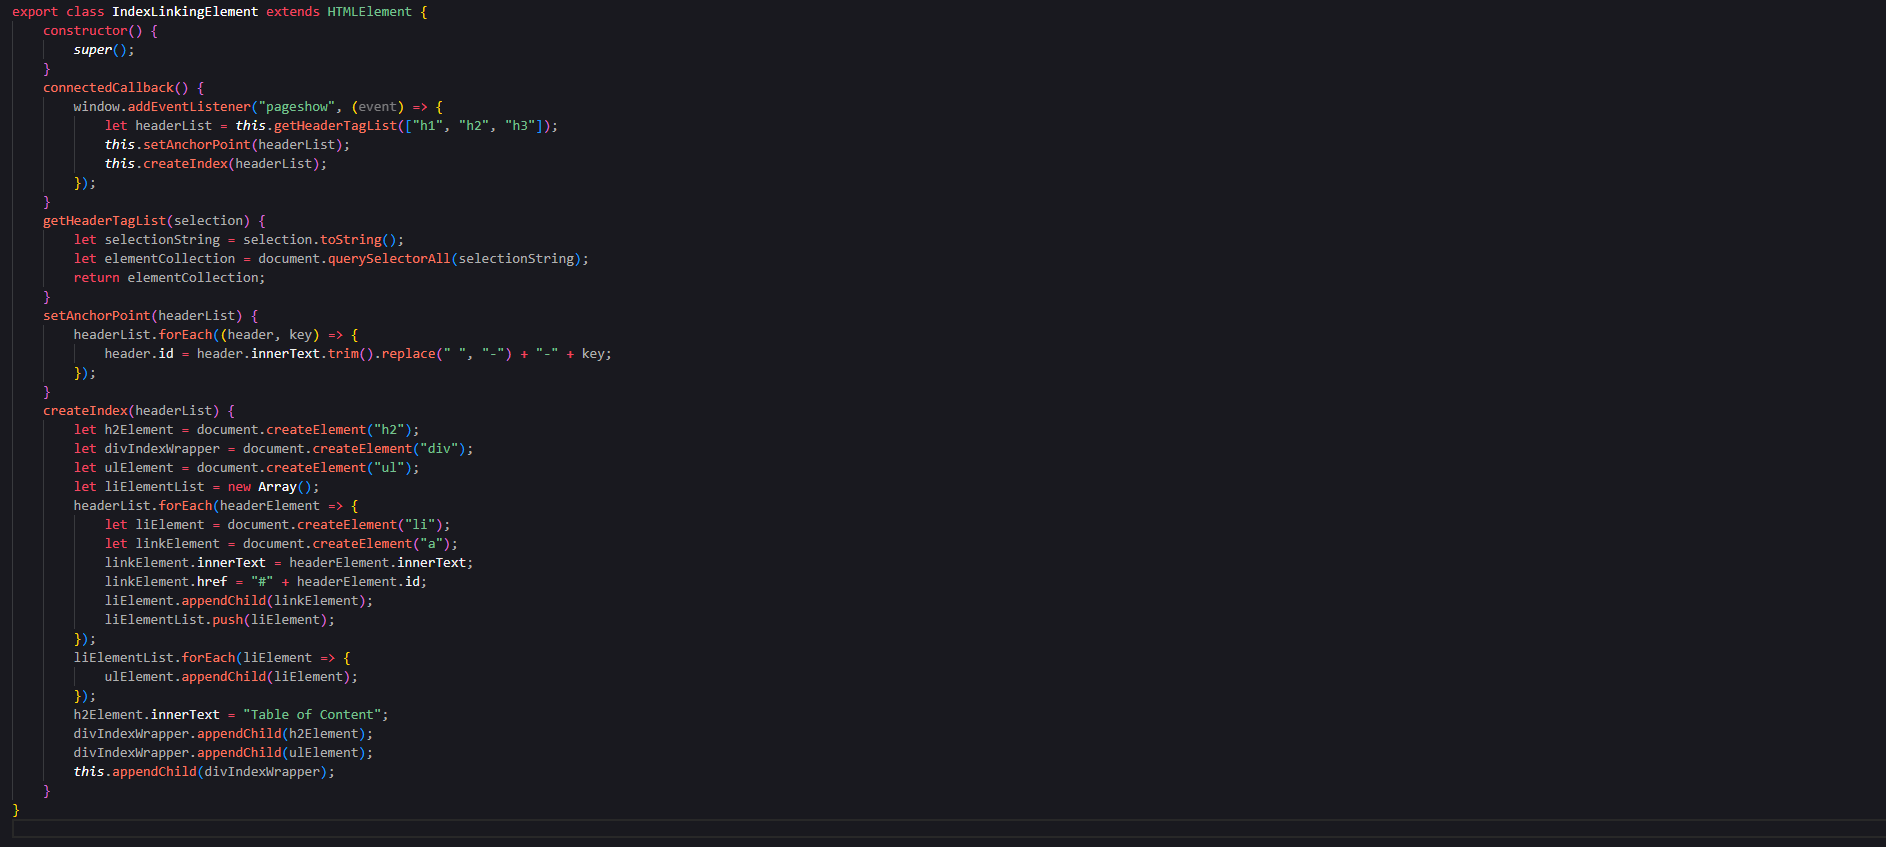 export class IndexLinkingElement extends HTMLElement {
    constructor() {
        super();
    }
    connectedCallback() {
        window.addEventListener("pageshow", (event) => {
            let headerList = this.getHeaderTagList(["h1", "h2", "h3"]);
            this.setAnchorPoint(headerList);
            this.createIndex(headerList);
        });
    }
    getHeaderTagList(selection) {
        let selectionString = selection.toString();
        let elementCollection = document.querySelectorAll(selectionString);
        return elementCollection;
    }
    setAnchorPoint(headerList) {
        headerList.forEach((header, key) => {
            header.id = header.innerText.trim().replace(" ", "-") + "-" + key;
        });
    }
    createIndex(headerList) {
        let h2Element = document.createElement("h2");
        let divIndexWrapper = document.createElement("div");
        let ulElement = document.createElement("ul");
        let liElementList = new Array();
        headerList.forEach(headerElement => {
            let liElement = document.createElement("li");
            let linkElement = document.createElement("a");
            linkElement.innerText = headerElement.innerText;
            linkElement.href = "#" + headerElement.id;
            liElement.appendChild(linkElement);
            liElementList.push(liElement);
        });
        liElementList.forEach(liElement => {
            ulElement.appendChild(liElement);
        });
        h2Element.innerText = "Table of Content";
        divIndexWrapper.appendChild(h2Element);
        divIndexWrapper.appendChild(ulElement);
        this.appendChild(divIndexWrapper);
    }
}